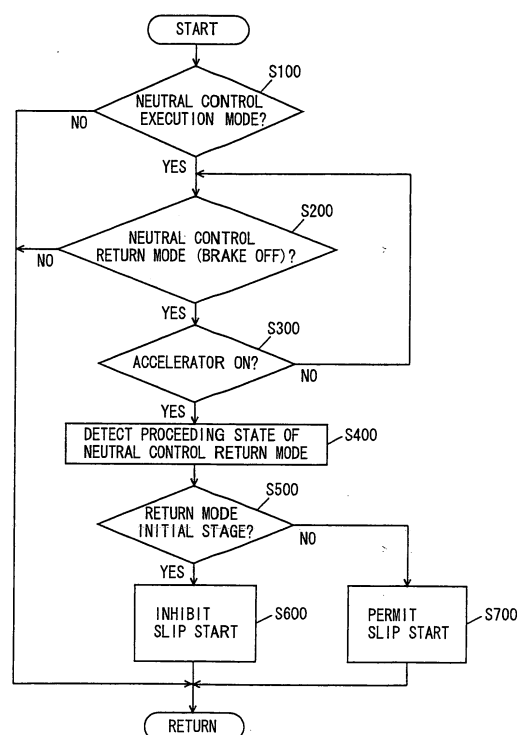 START
S100
NEUTRAL CONTROL
EXECUTION MODE?
NO
YES
S200
NEUTRAL CONTROL
RETURN MODE (BRAKE OFF)?
NO
YES
S300
ACCELERATOR ON?
NO
YES
DETECT PROCEEDING STATE OF
NEUTRAL CONTROL RETURN MODE
S400
S500
RETURN MODE
INITIAL STAGE?
NO
YES
INHIBIT
SLIP START
S600
PERMIT
SLIP START
S700
RETURN